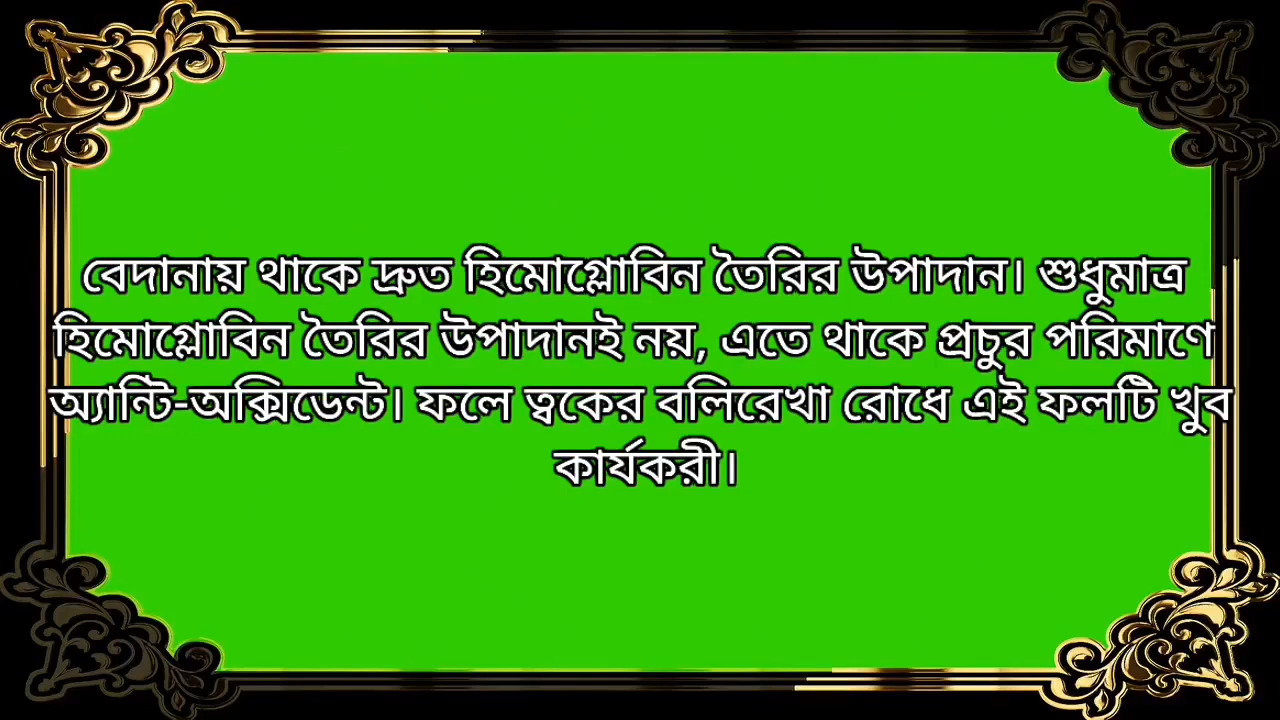 বেদানায় থাকে দ্রুত হিমোগ্লোবিন তৈরির উপাদান। শুধুমাত্র
হিমোগ্লোবিন তৈরির উপাদানই নয়, এতে থাকে প্রচুর পরিমাণে
অ্যান্টি-অক্সিডেন্ট। ফলে ত্বকের বলিরেখা রোধে এই ফলটি খুব
কার্যকরী।